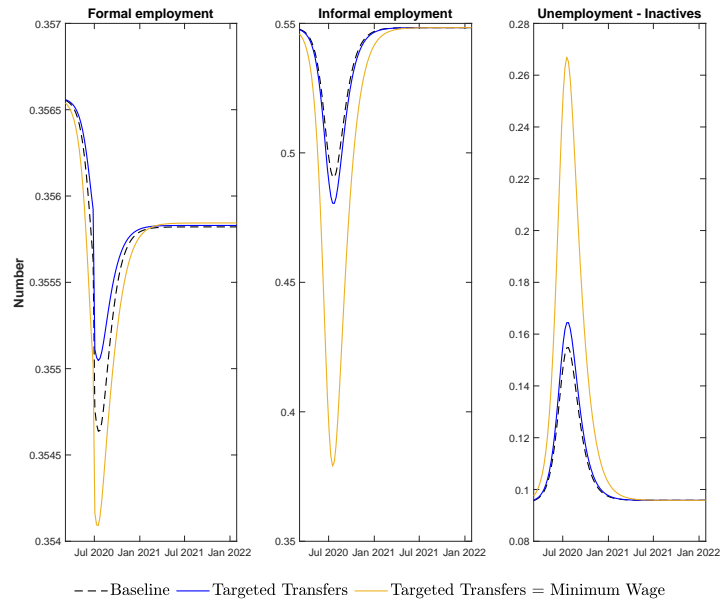 Formal employment
Informal employment
Unemployment - Inactives
Number
0.357
0.3565
0.356
0.3555
0.355
0.3545
0.354
Jul 2020 Jan 2021 Jul 2021 Jan 2022
0.55
0.5
0.45
0.4
0.35
Jul 2020 Jan 2021 Jul 2021 Jan 2022
0.28
0.26
0.24
0.22
0.2
0.18
0.16
0.14
0.12
0.1
0.08
Jul 2020 Jan 2021 Jul 2021 Jan 2022
Baseline Targeted Transfers Targeted Transfers = Minimum Wage